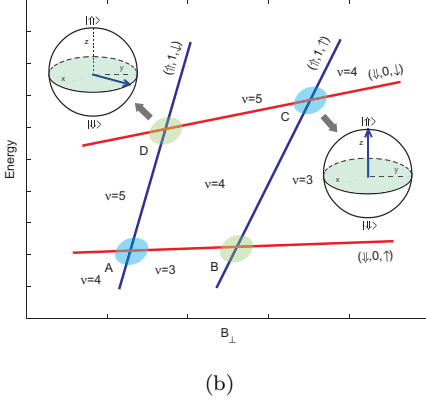 |⇑>
z
y
x
|⇓>
(⇑,1,↓)
(⇑,1,↑)
ν=4
(⇓,0,↓)
ν=5
C
D
|⇑>
z
y
x
|⇓>
ν=5
ν=4
ν=3
Energy
A
B
ν=4
ν=3
(⇓,0,↑)
B⊥
(b)